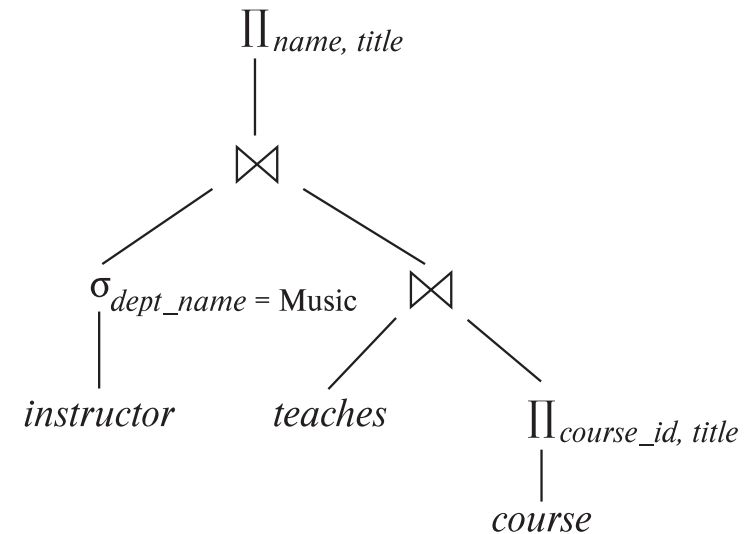 ∏name, title
⋈
σdept_name = Music
⋈
instructor
teaches
∏course_id, title
course